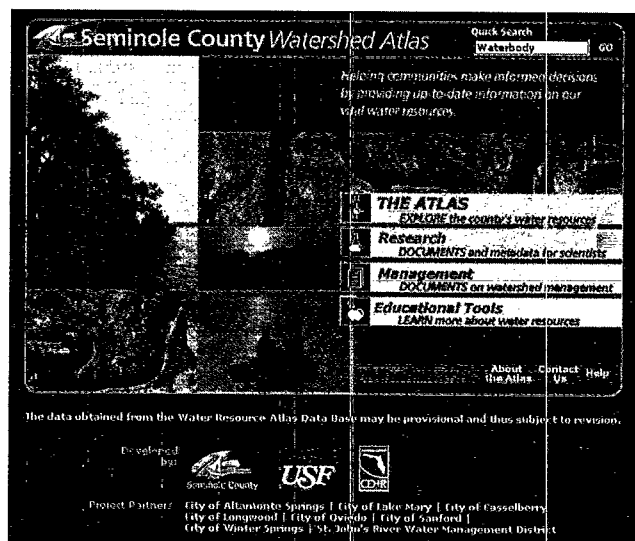 Seminole County Watershed Atlas
Quick Search
Waterbody GO
Helping communities make informed decisions
by providing up-to-date information on our
vital water resources.
THE ATLAS
EXPLORE the county's water resources
Research
DOCUMENTS and metadata for scientists
Management
DOCUMENTS on watershed management
Educational Tools
LEARN more about water resources
About the Atlas
Contact Us
Help
The data obtained from the Water Resource Atlas Data Base may be provisional and thus subject to revision.
Developed by:
Seminole County
USF
Project Partners
City of Altamonte Springs | City of Lake Mary | City of Casselberry
City of Longwood | City of Oviedo | City of Sanford |
City of Winter Springs | St. John's River Water Management District